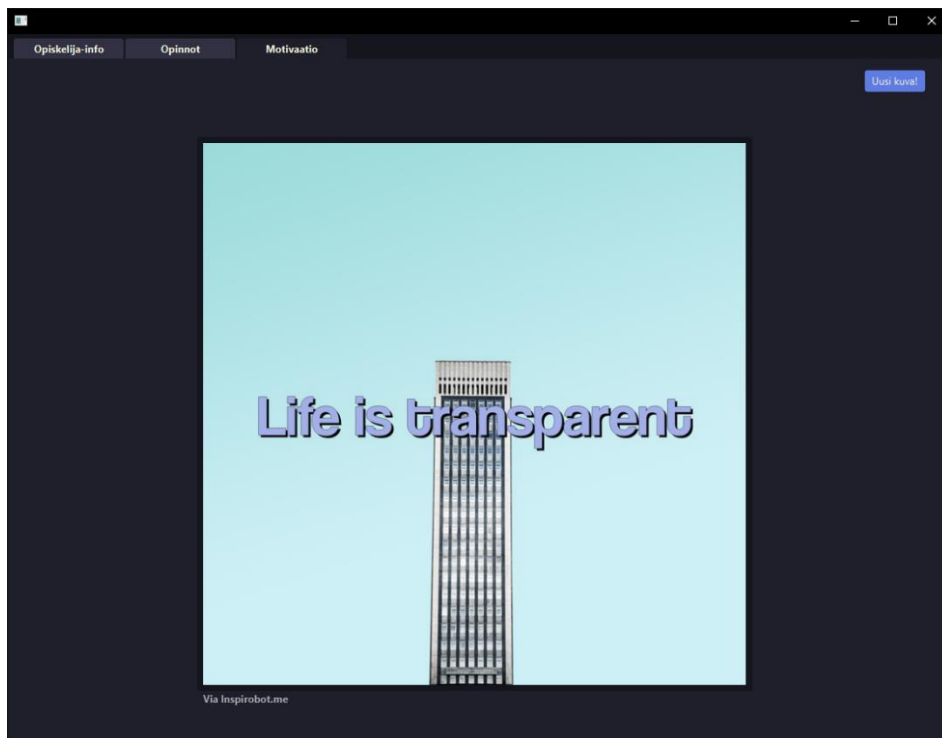 Opiskelija-info Opinnot Motivaatio
Uusi kuva!
Life is transparent
Via Inspirobot.me